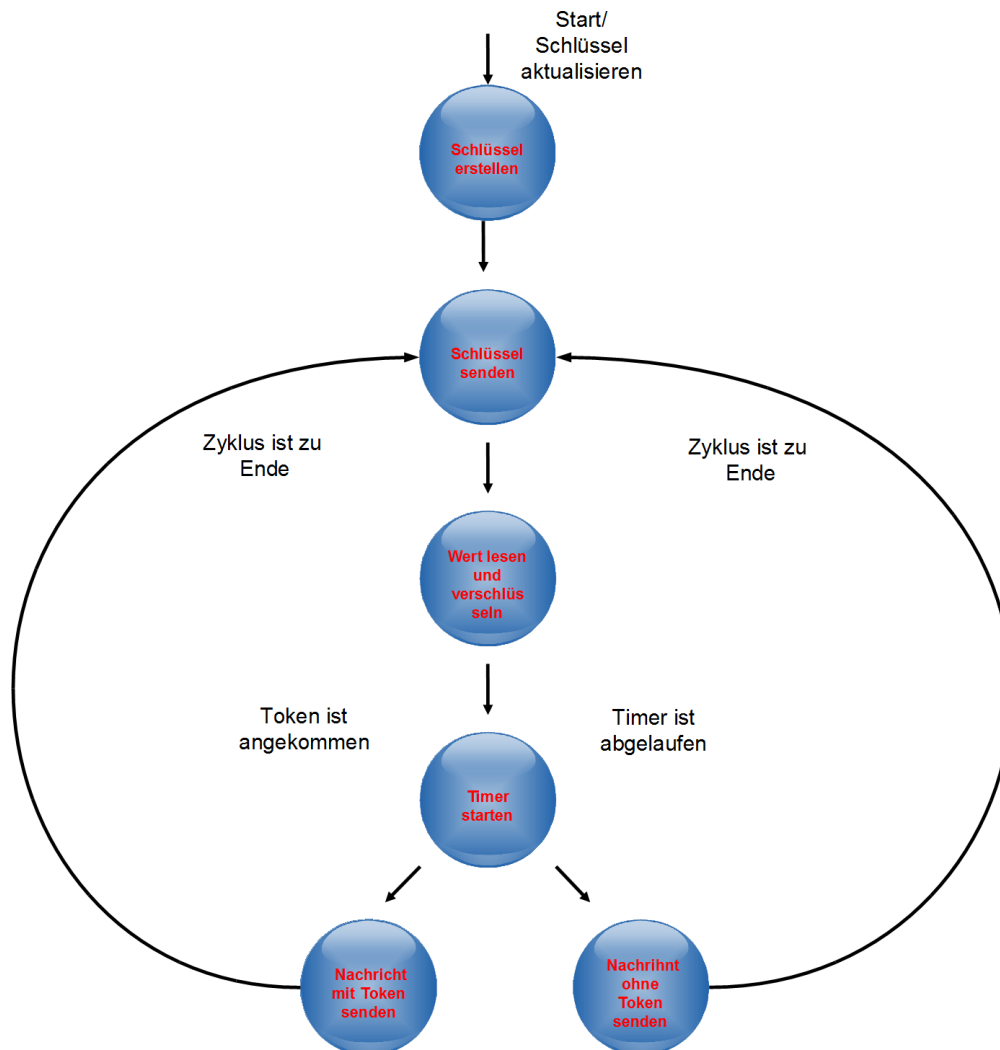 Start/
Schlüssel
aktualisieren
Schlüssel
erstellen
Schlüssel
senden
Zyklus ist zu
Ende
Zyklus ist zu
Ende
Wert lesen
und
verschlüs
seln
Token ist
angekommen
Timer ist
abgelaufen
Timer
starten
Nachricht
mit Token
senden
Nachrihnt
ohne
Token
senden